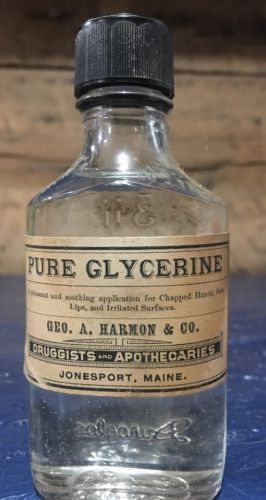 PURE GLYCERINE
A pleasant and soothing application for Chapped Hands, Sore
Lips, and Irritated Surfaces.
GEO. A. HARMON & CO.
DRUGGISTS AND APOTHECARIES
JONESPORT, MAINE.